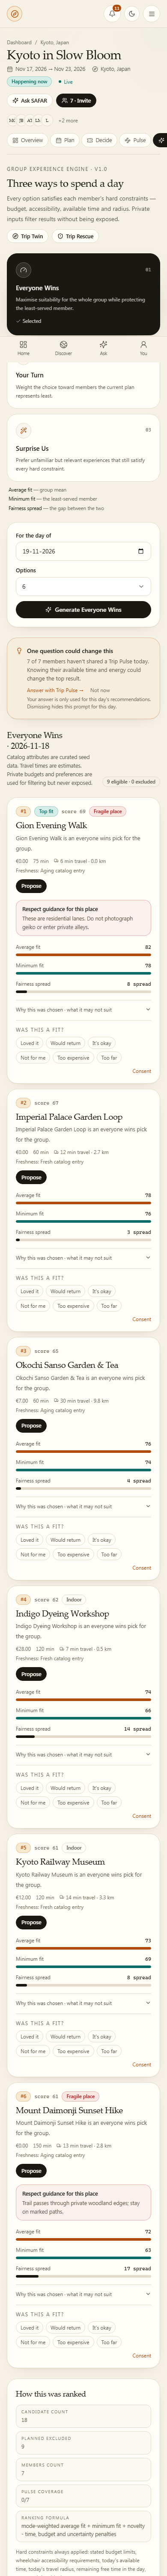 11
Dashboard / Kyoto, Japan
Kyoto in Slow Bloom
Nov 17, 2026 — Nov 23, 2026 Kyoto, Japan
Happening now Live
Ask SAFAR 7 · Invite
+2 more
Overview Plan Decide Pulse
GROUP EXPERIENCE ENGINE · V1.0
Three ways to spend a day
Every option satisfies each member's hard constraints — budget, accessibility, available time and radius. Private inputs filter results without being exposed.
Trip Twin Trip Rescue
01
Everyone Wins
Maximise suitability for the whole group while protecting the least-served member.
✓ Selected
Home Discover Ask You
Your Turn
Weight the choice toward members the current plan represents least.
03
Surprise Us
Prefer unfamiliar but relevant experiences that still satisfy every hard constraint.
Average fit — group mean
Minimum fit — the least-served member
Fairness spread — the gap between the two
For the day of
19-11-2026
Options
6
Generate Everyone Wins
One question could change this
7 of 7 members haven't shared a Trip Pulse today. Knowing their available time and energy could change the top result.
Answer with Trip Pulse → Not now
Your answer is only used for this day's recommendations. Dismissing hides this prompt for this day.
Everyone Wins
· 2026-11-18
Catalog attributes are curated seed data. Travel times are estimates. Private budgets and preferences are used for filtering but never exposed.
9 eligible · 0 excluded
#1 Top fit score 69 Fragile place
Gion Evening Walk
Gion Evening Walk is an everyone wins pick for the group.
€0.00 75 min 8 min travel · 0.0 km
Freshness: Aging catalog entry
Propose
Respect guidance for this place
These are residential lanes. Do not photograph geiko or enter private alleys.
Average fit 82
Minimum fit 78
Fairness spread 8 spread
Why this was chosen · what it may not suit
WAS THIS A FIT?
Loved it Would return It's okay
Not for me Too expensive Too far
Consent
#2 score 67
Imperial Palace Garden Loop
Imperial Palace Garden Loop is an everyone wins pick for the group.
€0.00 60 min 12 min travel · 2.7 km
Freshness: Fresh catalog entry
Propose
Average fit 78
Minimum fit 76
Fairness spread 3 spread
Why this was chosen · what it may not suit
WAS THIS A FIT?
Loved it Would return It's okay
Not for me Too expensive Too far
Consent
#3 score 65
Okochi Sanso Garden & Tea
Okochi Sanso Garden & Tea is an everyone wins pick for the group.
€7.00 60 min 30 min travel · 9.8 km
Freshness: Aging catalog entry
Propose
Average fit 76
Minimum fit 74
Fairness spread 4 spread
Why this was chosen · what it may not suit
WAS THIS A FIT?
Loved it Would return It's okay
Not for me Too expensive Too far
Consent
#4 score 62 Indoor
Indigo Dyeing Workshop
Indigo Dyeing Workshop is an everyone wins pick for the group.
€28.00 120 min 7 min travel · 0.5 km
Freshness: Fresh catalog entry
Propose
Average fit 74
Minimum fit 66
Fairness spread 14 spread
Why this was chosen · what it may not suit
WAS THIS A FIT?
Loved it Would return It's okay
Not for me Too expensive Too far
Consent
#5 score 61 Indoor
Kyoto Railway Museum
Kyoto Railway Museum is an everyone wins pick for the group.
€12.00 120 min 14 min travel · 3.3 km
Freshness: Fresh catalog entry
Propose
Average fit 73
Minimum fit 69
Fairness spread 8 spread
Why this was chosen · what it may not suit
WAS THIS A FIT?
Loved it Would return It's okay
Not for me Too expensive Too far
Consent
#6 score 61 Fragile place
Mount Daimonji Sunset Hike
Mount Daimonji Sunset Hike is an everyone wins pick for the group.
€0.00 150 min 13 min travel · 2.8 km
Freshness: Aging catalog entry
Propose
Respect guidance for this place
Trail passes through private woodland edges; stay on marked paths.
Average fit 72
Minimum fit 63
Fairness spread 17 spread
Why this was chosen · what it may not suit
WAS THIS A FIT?
Loved it Would return It's okay
Not for me Too expensive Too far
Consent
How this was ranked
CANDIDATE COUNT
18
PLANNED EXCLUDED
9
MEMBERS COUNT
7
PULSE COVERAGE
0/7
RANKING FORMULA
mode-weighted average fit + minimum fit + novelty - time, budget and uncertainty penalties
Hard constraints always applied: stated budget limits, wheelchair accessibility requirements, today's available time, today's travel radius, remaining free time in the day.